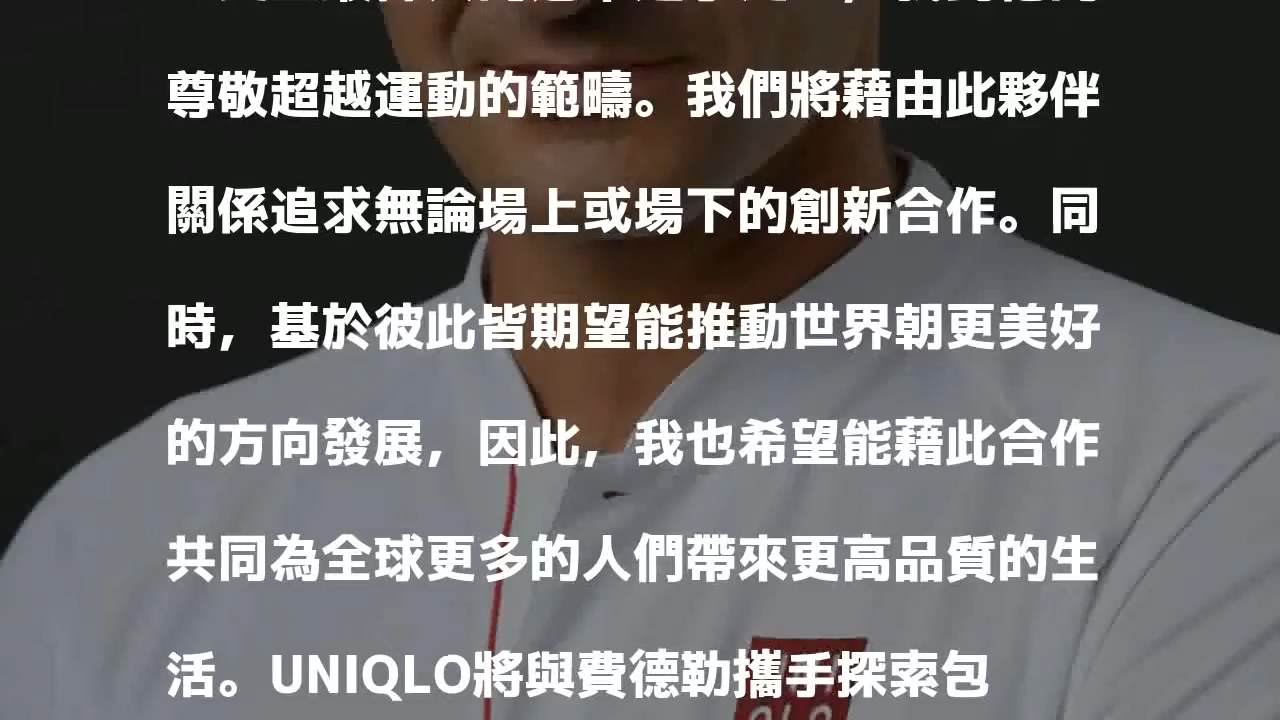 尊敬超越運動的範疇。我們將藉由此夥伴
關係追求無論場上或場下的創新合作。同
時，基於彼此皆期望能推動世界朝更美好
的方向發展，因此，我也希望能藉此合作
共同為全球更多的人們帶來更高品質的生
活。UNIQLO將與費德勒攜手探索包